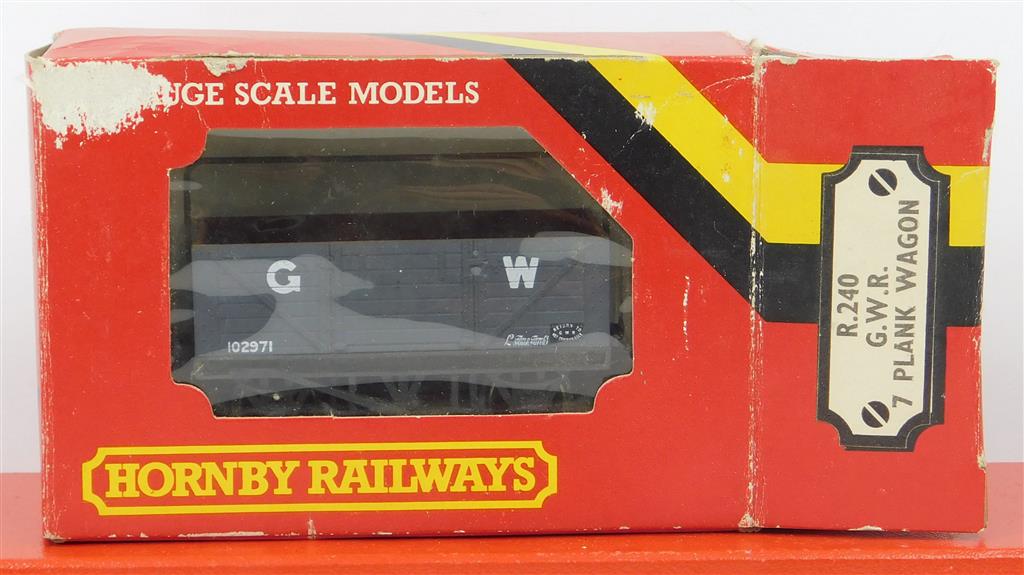 UGE SCALE MODELS
G W
102971
HORNBY RAILWAYS
R.240
G.W.R.
7 PLANK WAGON